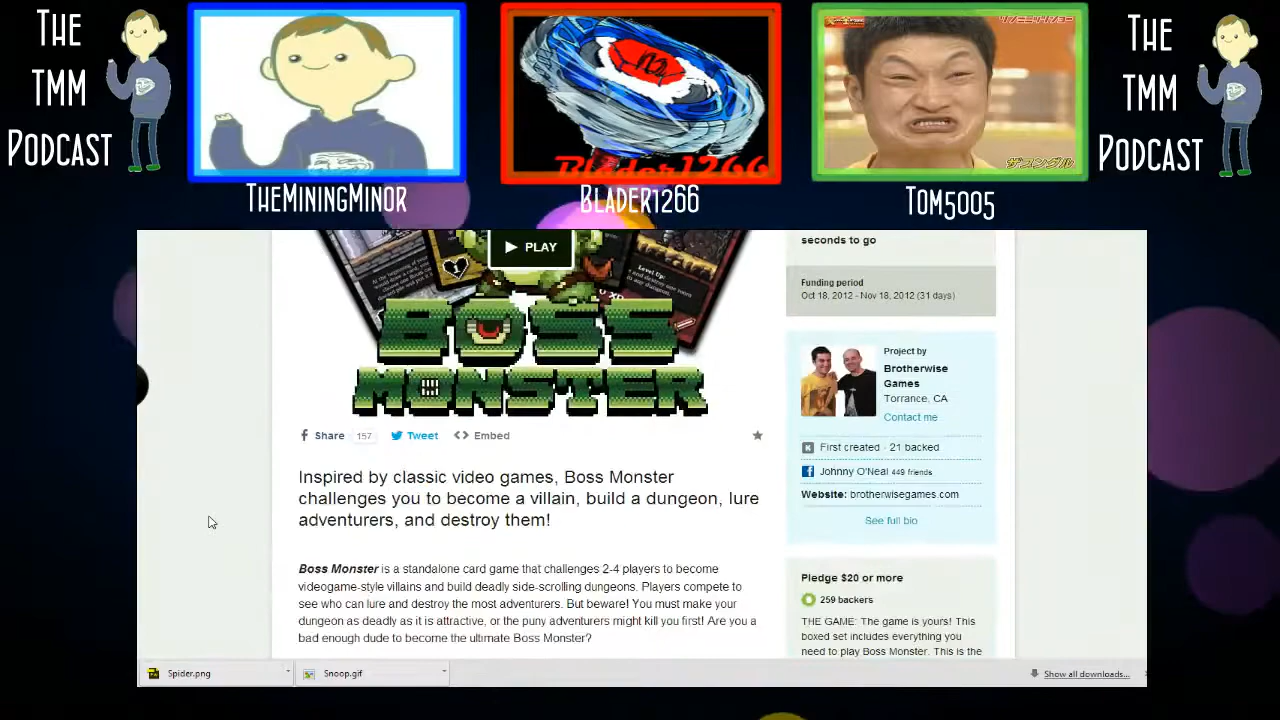 The
TMM
Podcast
Blader1266
ザブングル
The
TMM
Podcast
TheMiningMinor
Blader1266
Tom5005
PLAY
Level Up:
BOSS
MONSTER
Share 157 Tweet Embed
Inspired by classic video games, Boss Monster
challenges you to become a villain, build a dungeon, lure
adventurers, and destroy them!
Boss Monster is a standalone card game that challenges 2-4 players to become
videogame-style villains and build deadly side-scrolling dungeons. Players compete to
see who can lure and destroy the most adventurers. But beware! You must make your
dungeon as deadly as it is attractive, or the puny adventurers might kill you first! Are you a
bad enough dude to become the ultimate Boss Monster?
seconds to go
Funding period
Oct 18, 2012 - Nov 18, 2012 (31 days)
Project by
Brotherwise
Games
Torrance, CA
Contact me
First created · 21 backed
Johnny O'Neal 449 friends
Website: brotherwisegames.com
See full bio
Pledge $20 or more
259 backers
THE GAME: The game is yours! This
boxed set includes everything you
need to play Boss Monster. This is the
Spider.png
Snoop.gif
Show all downloads...